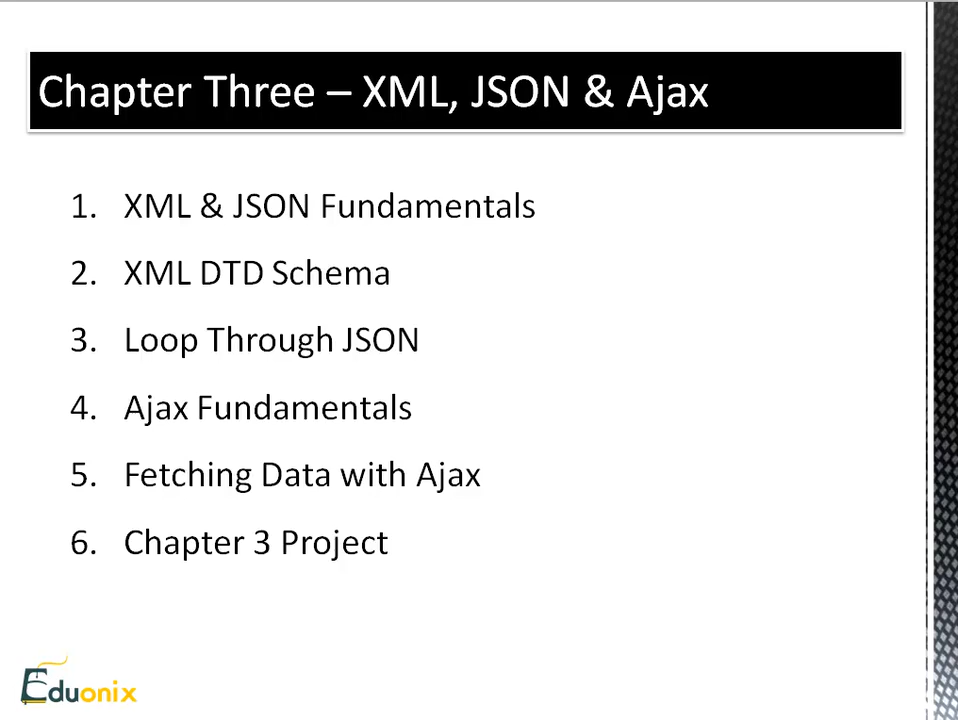 Chapter Three – XML, JSON & Ajax
1. XML & JSON Fundamentals
2. XML DTD Schema
3. Loop Through JSON
4. Ajax Fundamentals
5. Fetching Data with Ajax
6. Chapter 3 Project
Eduonix